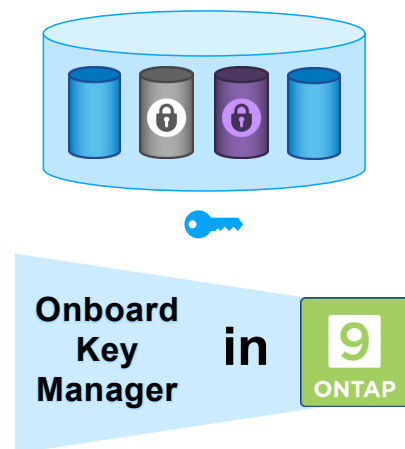 Onboard
Key
Manager
in
9
ONTAP